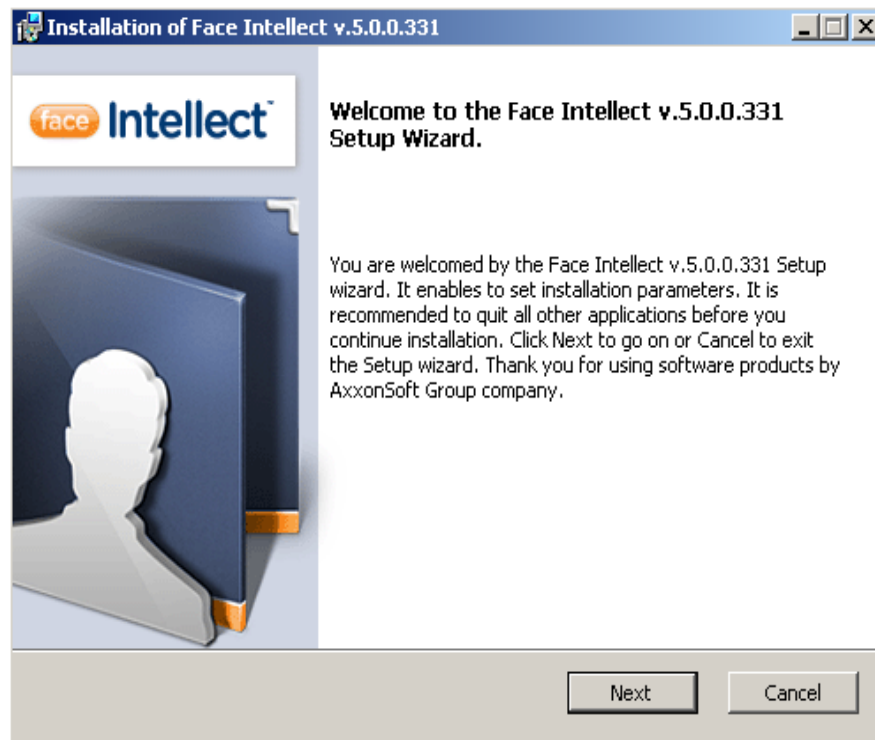 Installation of Face Intellect v.5.0.0.331
face Intellect™
Welcome to the Face Intellect v.5.0.0.331
Setup Wizard.
You are welcomed by the Face Intellect v.5.0.0.331 Setup
wizard. It enables to set installation parameters. It is
recommended to quit all other applications before you
continue installation. Click Next to go on or Cancel to exit
the Setup wizard. Thank you for using software products by
AxxonSoft Group company.
Next
Cancel